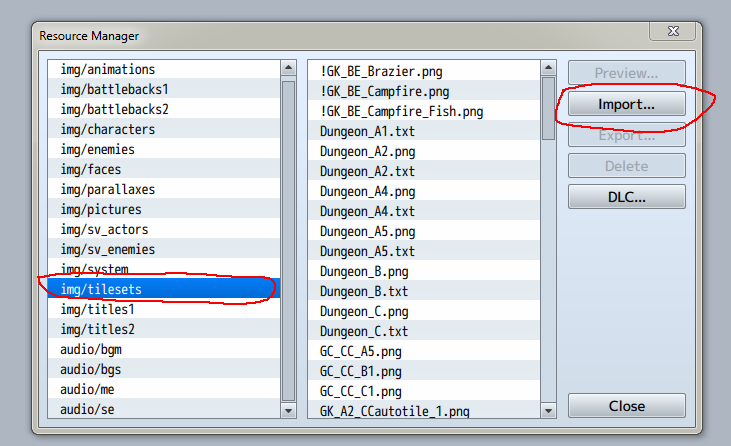 Resource Manager
img/animations
img/battlebacks1
img/battlebacks2
img/characters
img/enemies
img/faces
img/parallaxes
img/pictures
img/sv_actors
img/sv_enemies
img/system
img/tilesets
img/titles1
img/titles2
audio/bgm
audio/bgs
audio/me
audio/se
!GK_BE_Brazier.png
!GK_BE_Campfire.png
!GK_BE_Campfire_Fish.png
Dungeon_A1.txt
Dungeon_A2.png
Dungeon_A2.txt
Dungeon_A4.png
Dungeon_A4.txt
Dungeon_A5.png
Dungeon_A5.txt
Dungeon_B.png
Dungeon_B.txt
Dungeon_C.png
Dungeon_C.txt
GC_CC_A5.png
GC_CC_B1.png
GC_CC_C1.png
GK_A2_CCautotile_1.png
Preview...
Import...
Export...
Delete
DLC...
Close